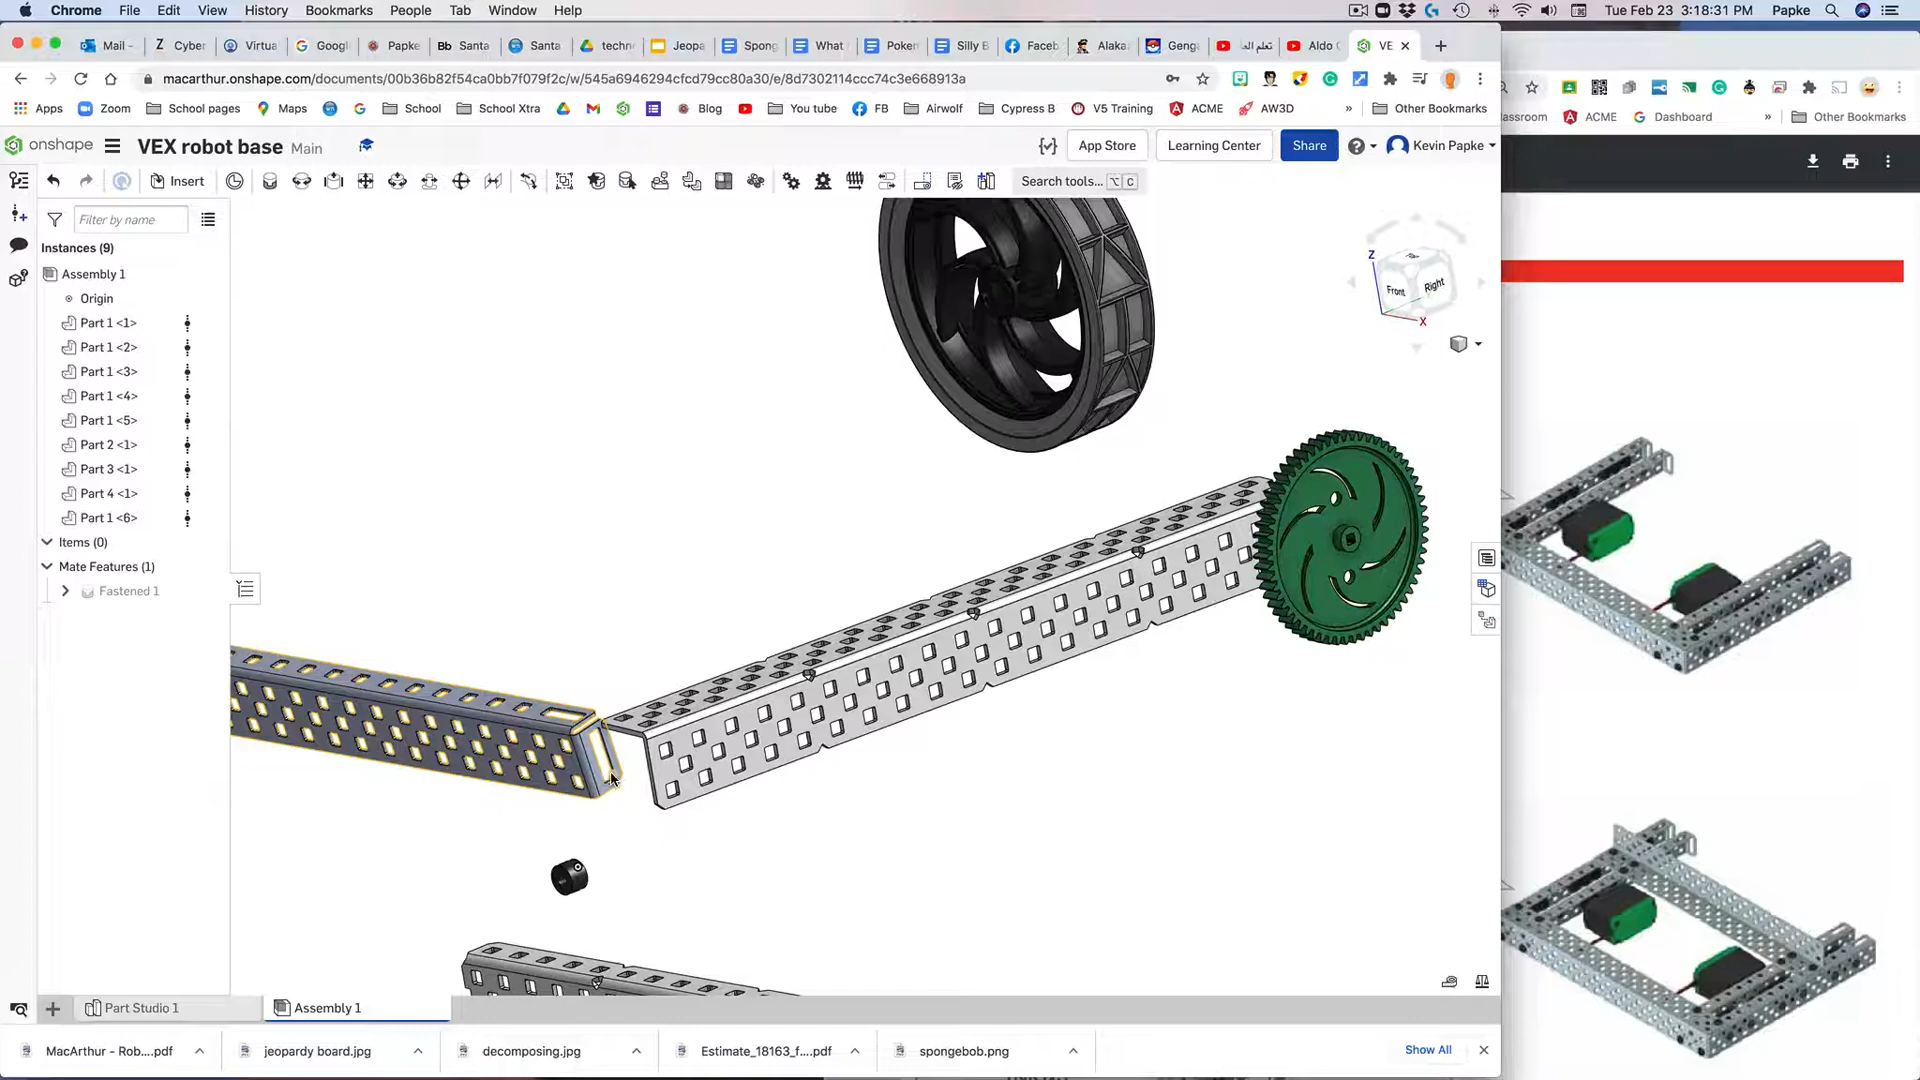 Chrome File Edit View History Bookmarks People Tab Window Help Tue Feb 23 3:18:31 PM Papke
Mail - Cyber Virtua Googl Papke Bb Santa Santa techn Jeopa Spong What Poken Silly B Faceb Alaka Genga تعلم الع Aldo C VE
macarthur.onshape.com/documents/00b36b82f54ca0bb7f079f2c/w/545a6946294cfcd79cc80a30/e/8d7302114ccc74c3e668913a
Apps Zoom School pages Maps School School Xtra Blog You tube FB Airwolf Cypress B V5 Training ACME AW3D » Other Bookmarks
lassroom ACME Dashboard » Other Bookmarks
onshape VEX robot base Main App Store Learning Center Share Kevin Papke
Insert Search tools... ⌥ C
Filter by name
Instances (9)
Assembly 1
Origin
Part 1 <1>
Part 1 <2>
Part 1 <3>
Part 1 <4>
Part 1 <5>
Part 2 <1>
Part 3 <1>
Part 4 <1>
Part 1 <6>
Items (0)
Mate Features (1)
Fastened 1
Z
Top
Front Right
X
Part Studio 1 Assembly 1
MacArthur - Rob....pdf jeopardy board.jpg decomposing.jpg Estimate_18163_f....pdf spongebob.png Show All